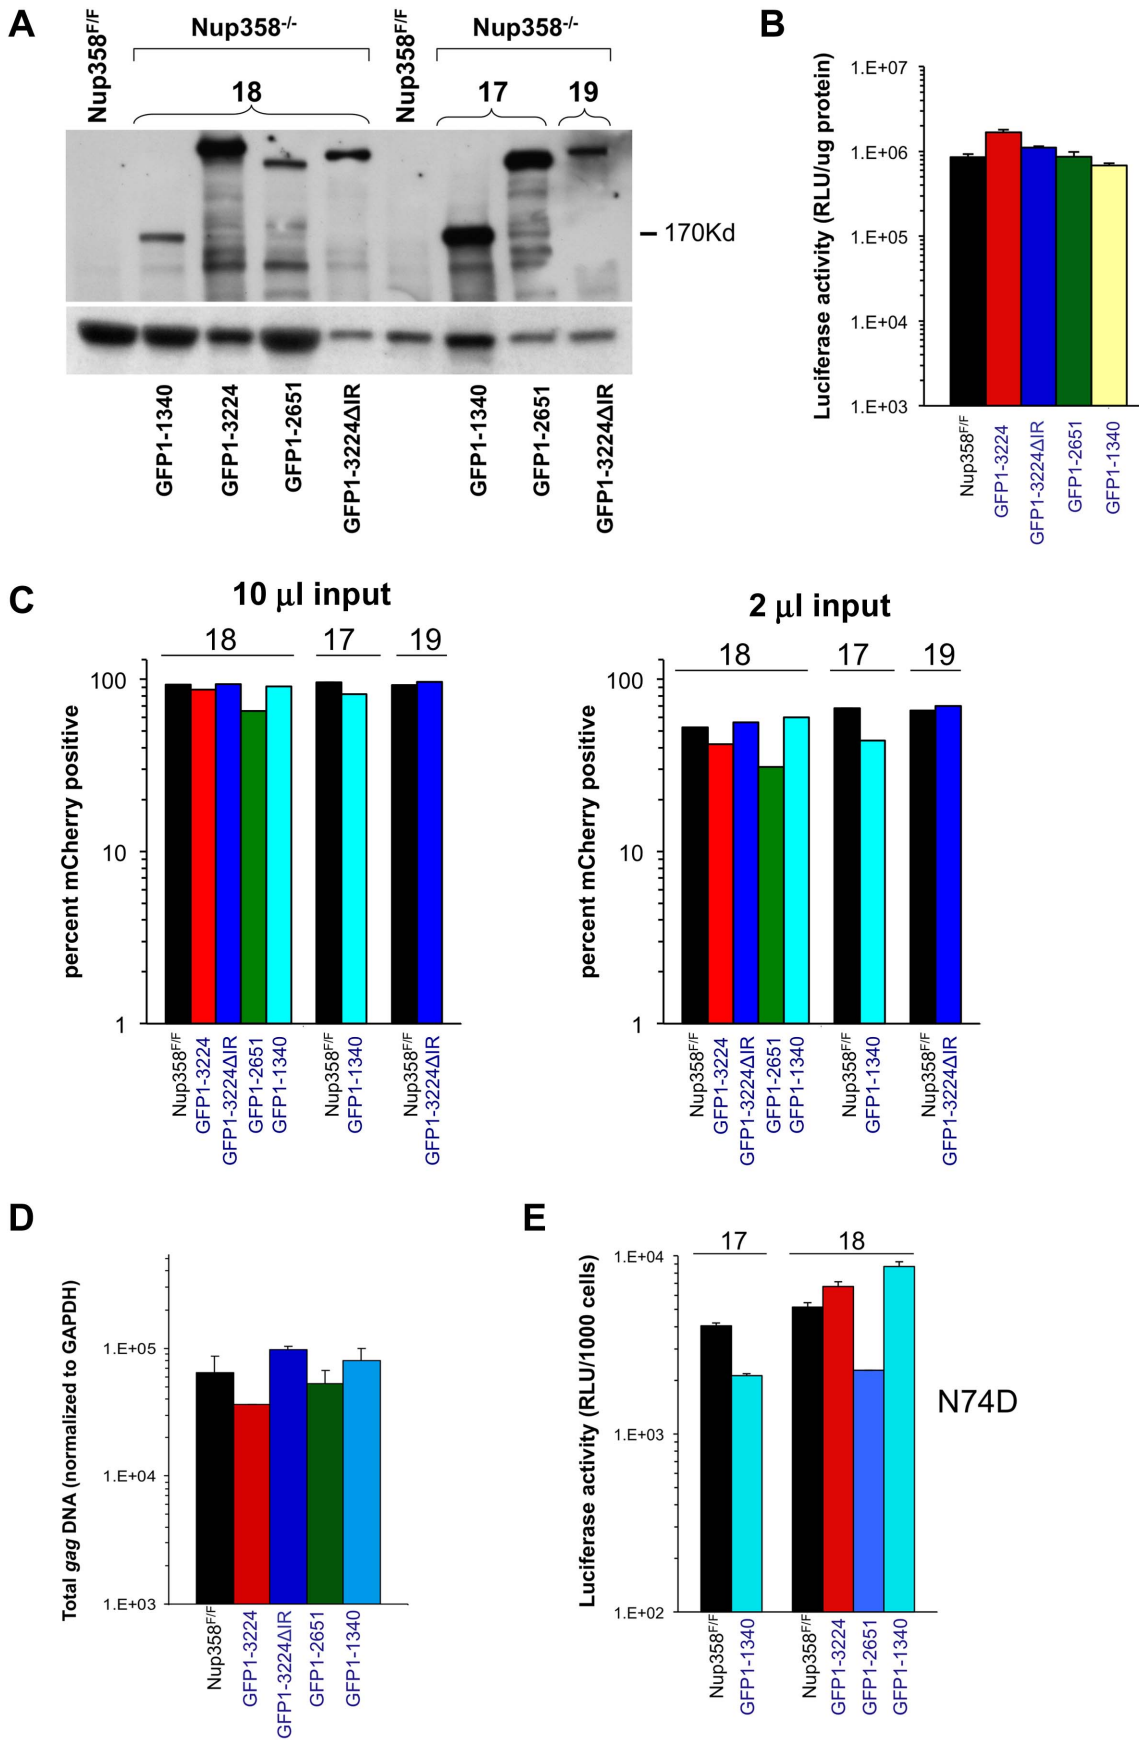 A
Nup358F/F
Nup358-/-
Nup358F/F
Nup358-/-
18
17
19
170Kd
GFP1-1340
GFP1-3224
GFP1-2651
GFP1-3224ΔIR
GFP1-1340
GFP1-2651
GFP1-3224ΔIR
B
Luciferase activity (RLU/ug protein)
1.E+07
1.E+06
1.E+05
1.E+04
1.E+03
Nup358F/F
GFP1-3224
GFP1-3224ΔIR
GFP1-2651
GFP1-1340
C
10 μl input
18
17
19
percent mCherry positive
100
10
1
Nup358F/F
GFP1-3224
GFP1-3224ΔIR
GFP1-2651
GFP1-1340
Nup358F/F
GFP1-1340
Nup358F/F
GFP1-3224ΔIR
2 μl input
18
17
19
percent mCherry positive
100
10
1
Nup358F/F
GFP1-3224
GFP1-3224ΔIR
GFP1-2651
GFP1-1340
Nup358F/F
GFP1-1340
Nup358F/F
GFP1-3224ΔIR
D
Total gag DNA (normalized to GAPDH)
1.E+05
1.E+04
1.E+03
Nup358F/F
GFP1-3224
GFP1-3224ΔIR
GFP1-2651
GFP1-1340
E
Luciferase activity (RLU/1000 cells)
17
18
1.E+04
1.E+03
1.E+02
N74D
Nup358F/F
GFP1-1340
Nup358F/F
GFP1-3224
GFP1-2651
GFP1-1340